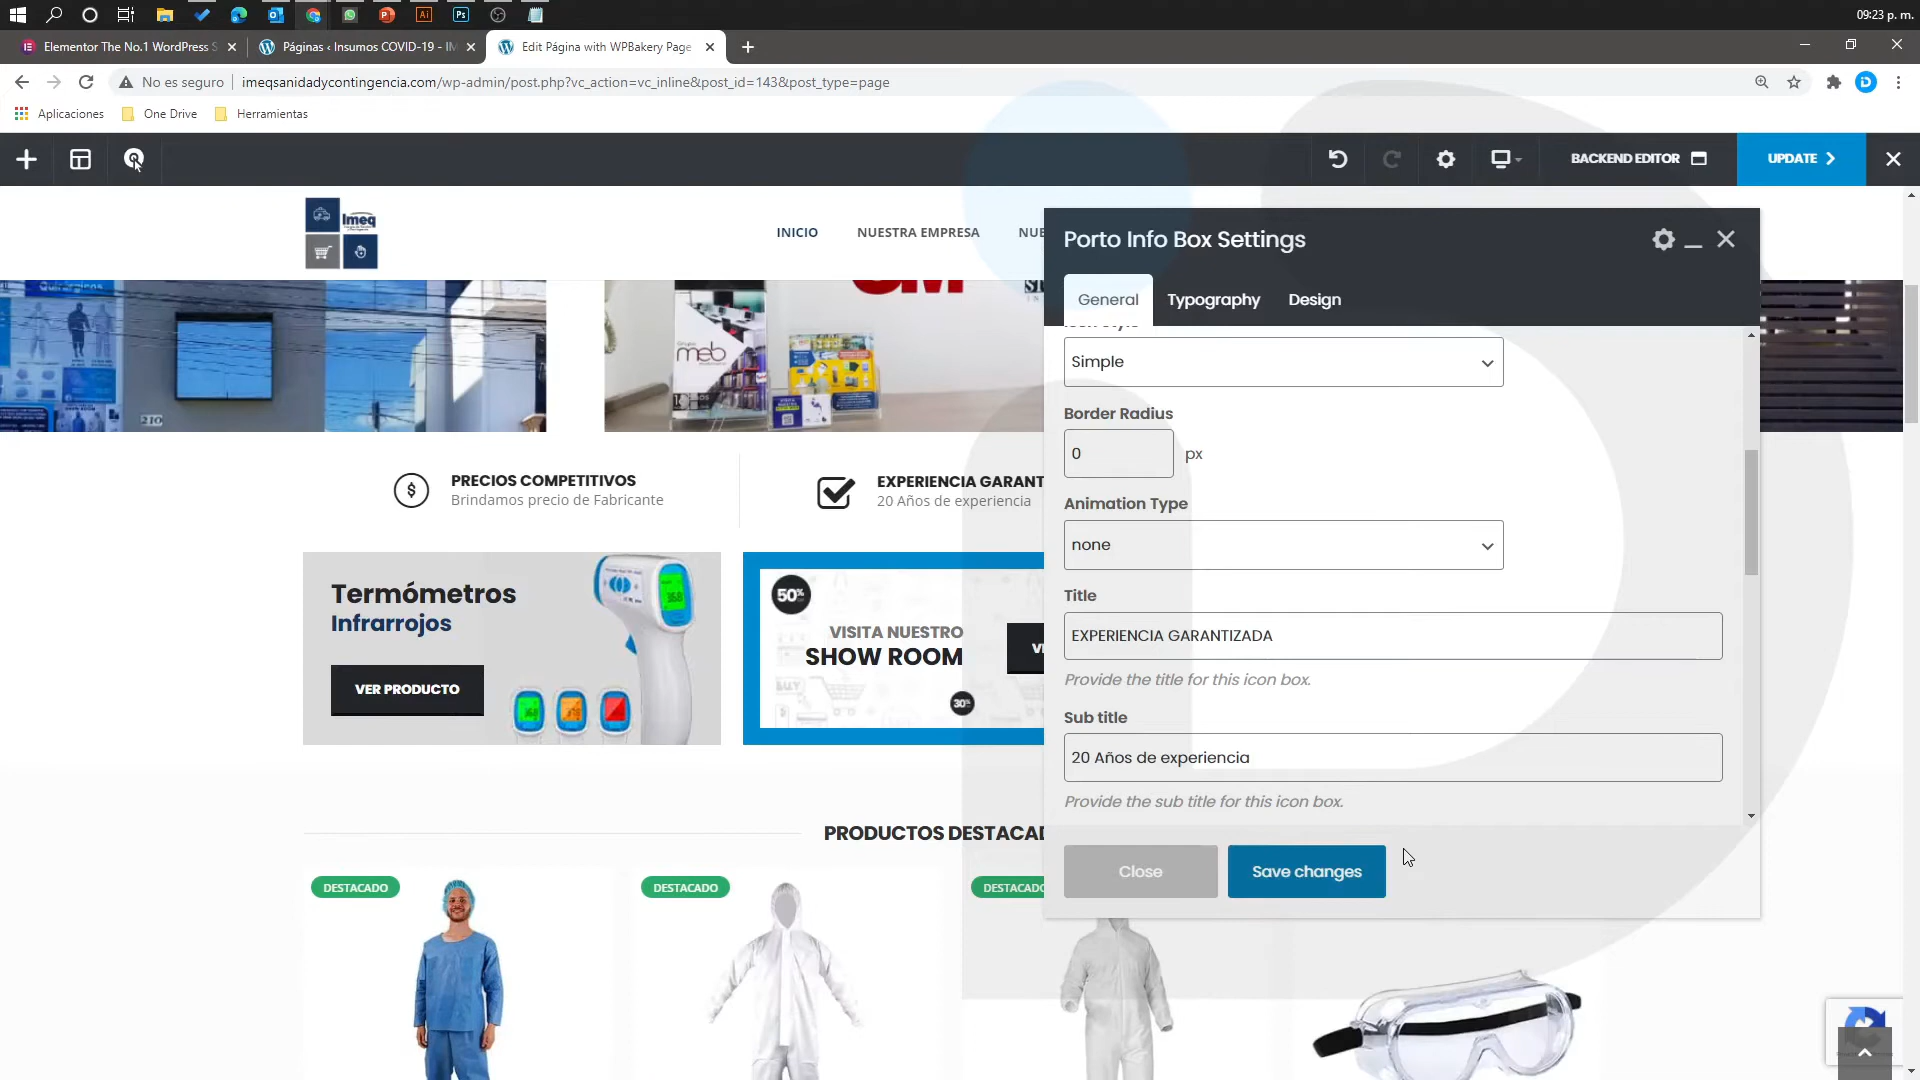 09:23 p. m.
Elementor The No.1 WordPress S
Páginas ‹ Insumos COVID-19 - IM
Edit Página with WPBakery Page
No es seguro
imeqsanidadycontingencia.com/wp-admin/post.php?vc_action=vc_inline&post_id=143&post_type=page
Aplicaciones
One Drive
Herramientas
BACKEND EDITOR
UPDATE
Imeq
INICIO
NUESTRA EMPRESA
NUE
Porto Info Box Settings
General
Typography
Design
Simple
Border Radius
0
px
Animation Type
none
Title
EXPERIENCIA GARANTIZADA
Provide the title for this icon box.
Sub title
20 Años de experiencia
Provide the sub title for this icon box.
Close
Save changes
meb
210
PRECIOS COMPETITIVOS
Brindamos precio de Fabricante
EXPERIENCIA GARANT
20 Años de experiencia
Termómetros
Infrarrojos
VER PRODUCTO
50%
VISITA NUESTRO
SHOW ROOM
30%
BUY
PRODUCTOS DESTACAD
DESTACADO
DESTACADO
DESTACADO